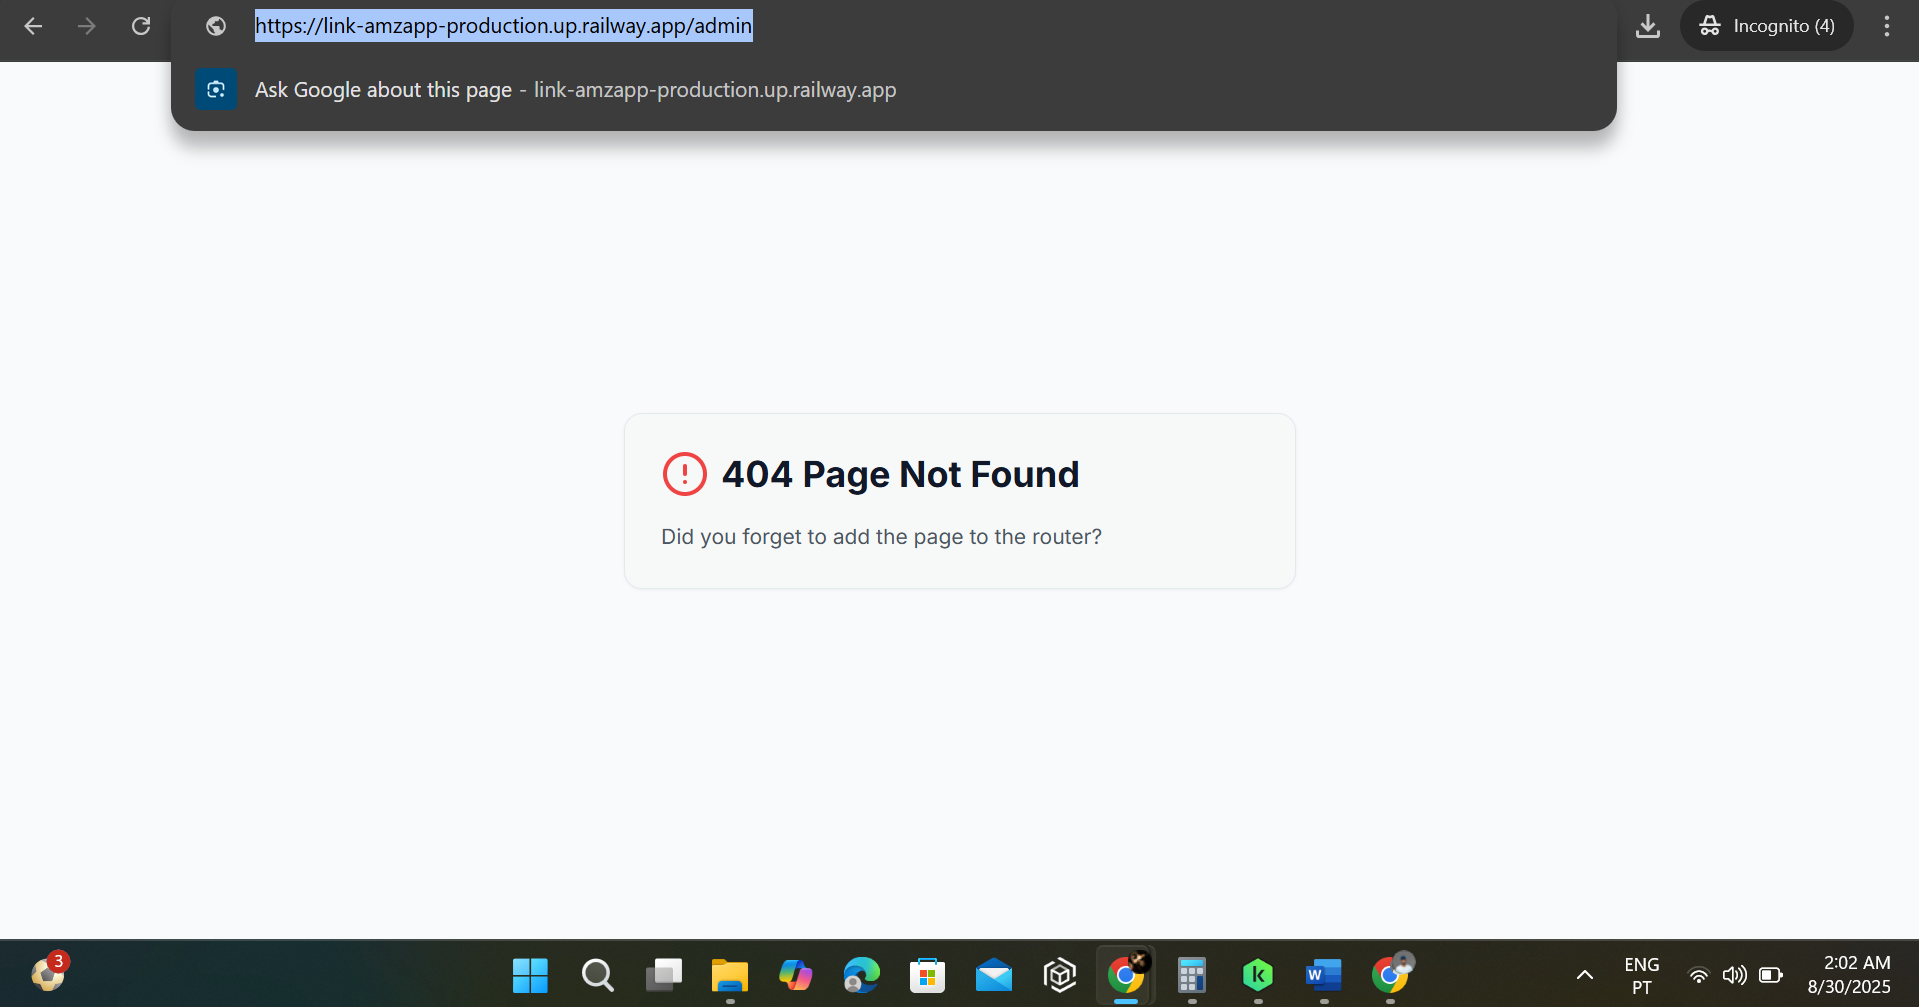 https://link-amzapp-production.up.railway.app/admin
Incognito (4)
Ask Google about this page - link-amzapp-production.up.railway.app
404 Page Not Found
Did you forget to add the page to the router?
3
W
k
ENG
PT
2:02 AM
8/30/2025